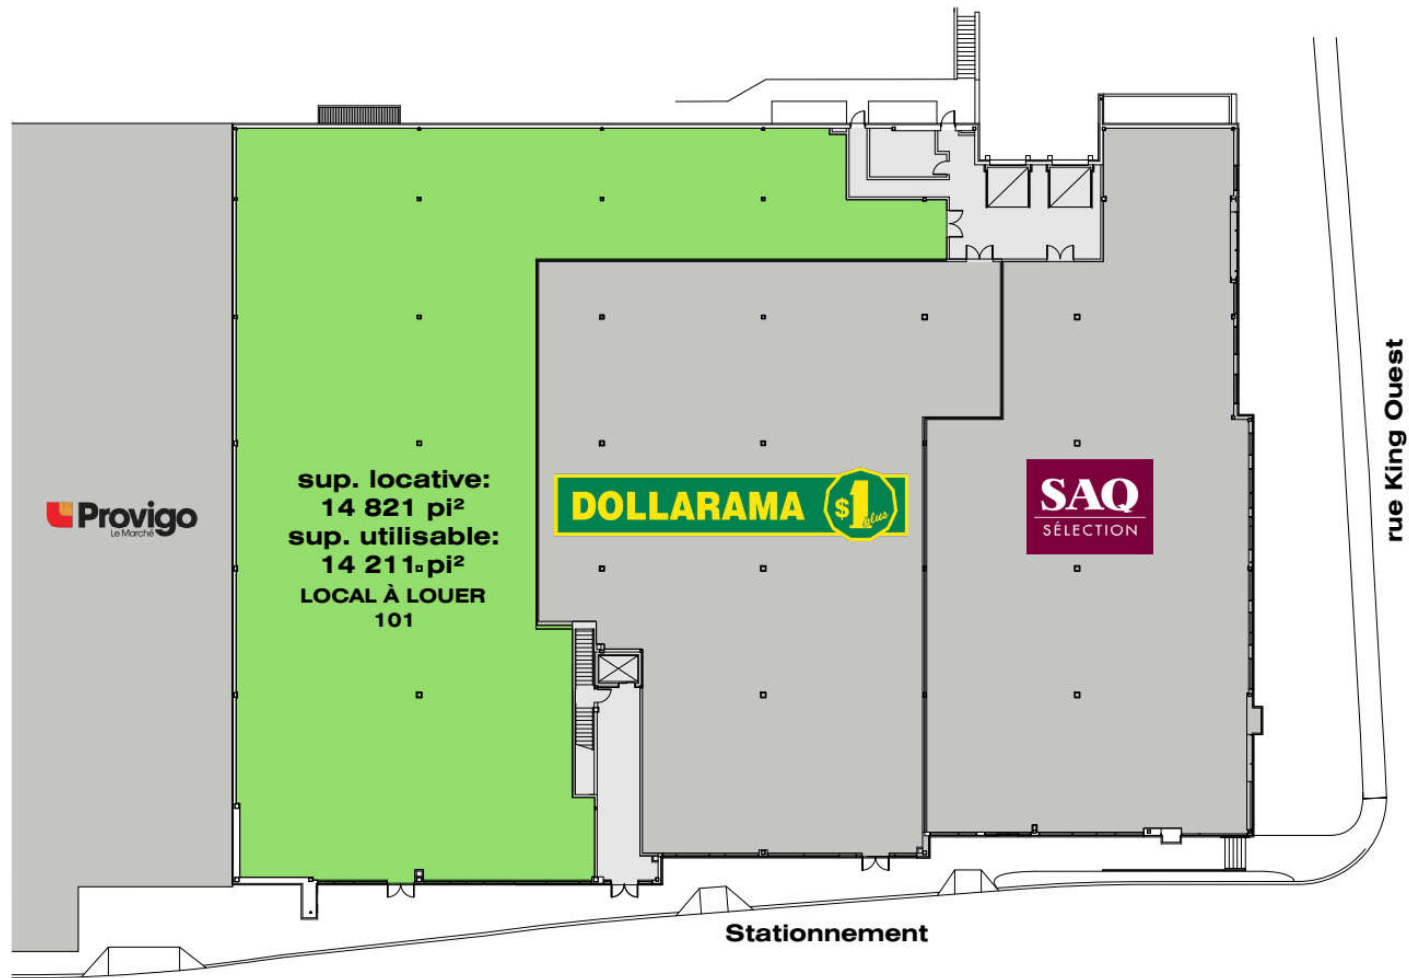 Provigo
Le Marché
sup. locative:
14 821 pi²
sup. utilisable:
14 211 pi²
LOCAL À LOUER
101
DOLLARAMA $1 plus
SAQ
SÉLECTION
rue King Ouest
Stationnement